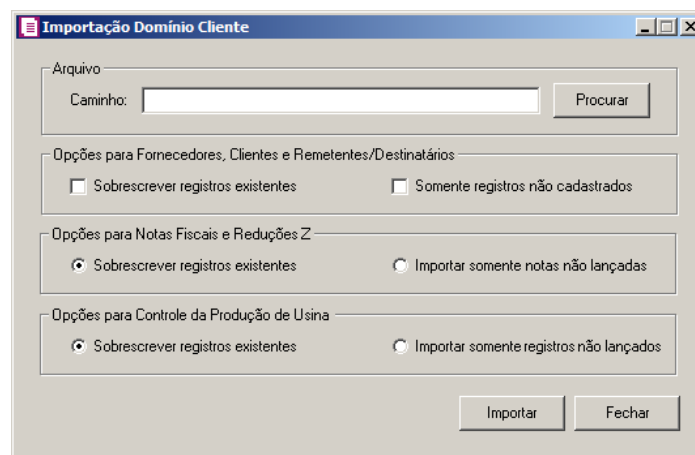 Importação Domínio Cliente
Arquivo
Caminho: Procurar
Opções para Fornecedores, Clientes e Remetentes/Destinatários
Sobrescrever registros existentes Somente registros não cadastrados
Opções para Notas Fiscais e Reduções Z
Sobrescrever registros existentes Importar somente notas não lançadas
Opções para Controle da Produção de Usina
Sobrescrever registros existentes Importar somente registros não lançados
Importar Fechar